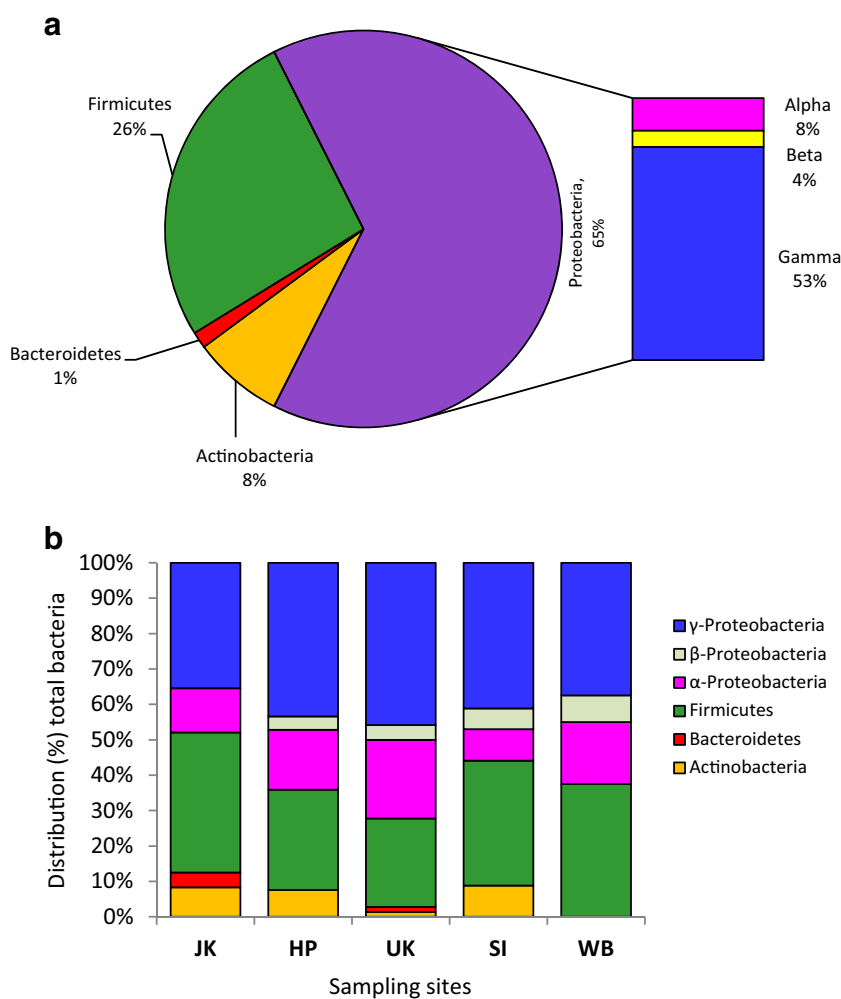 a
Firmicutes
26%
Proteobacteria,
65%
Alpha
8%
Beta
4%
Gamma
53%
Bacteroidetes
1%
Actinobacteria
8%
b
Distribution (%) total bacteria
100%
90%
80%
70%
60%
50%
40%
30%
20%
10%
0%
JK HP UK SI WB
Sampling sites
γ-Proteobacteria
β-Proteobacteria
α-Proteobacteria
Firmicutes
Bacteroidetes
Actinobacteria